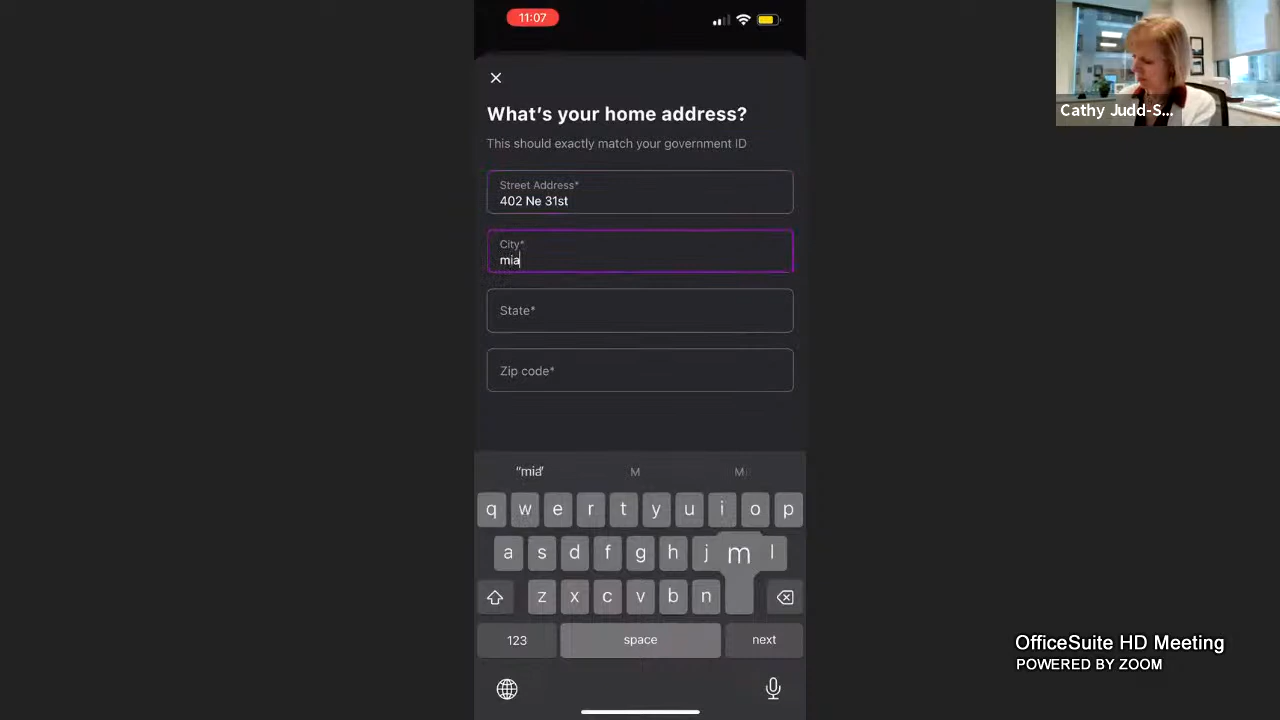 11:07
What's your home address?
This should exactly match your government ID
Street Address*
402 Ne 31st
City*
mia
State*
Zip code*
"mia" M M
q w e r t y u i o p
a s d f g h j m l
z x c v b n
123 space next
Cathy Judd-S...
OfficeSuite HD Meeting
POWERED BY ZOOM